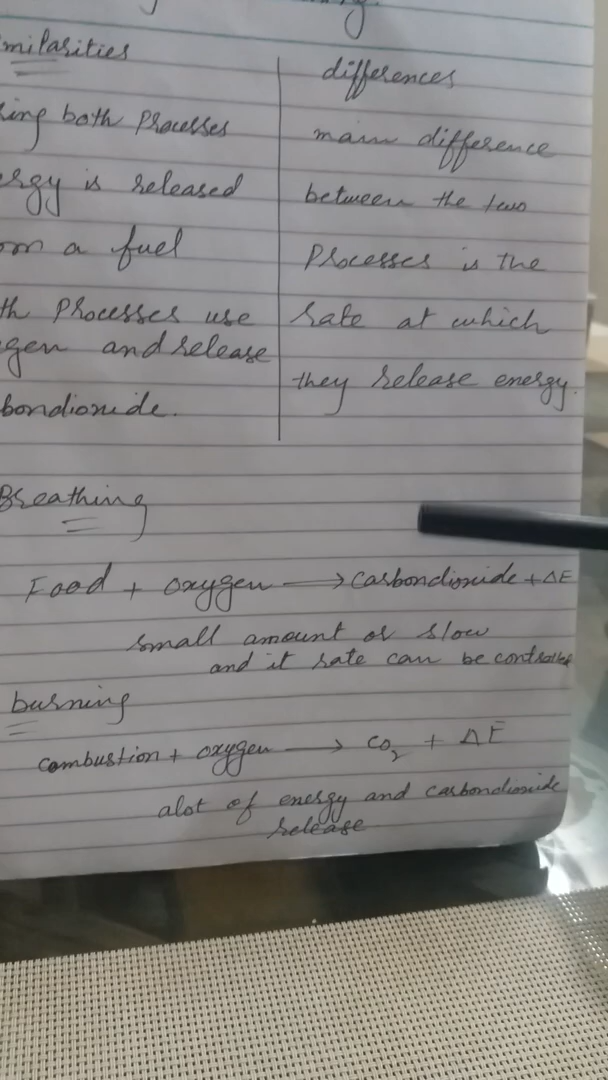 milarities
ing both Processes
ergy is released
om a fuel
th Processes use
gen and release
bondioxide.
differences
main difference
between the two
Processes is the
rate at which
they release energy.
Breathing
Food + oxygen → carbondioxide + ΔE
small amount or slow
and it rate can be controlled
burning
combustion + oxygen → CO₂ + ΔE
alot of energy and carbondioxide
release